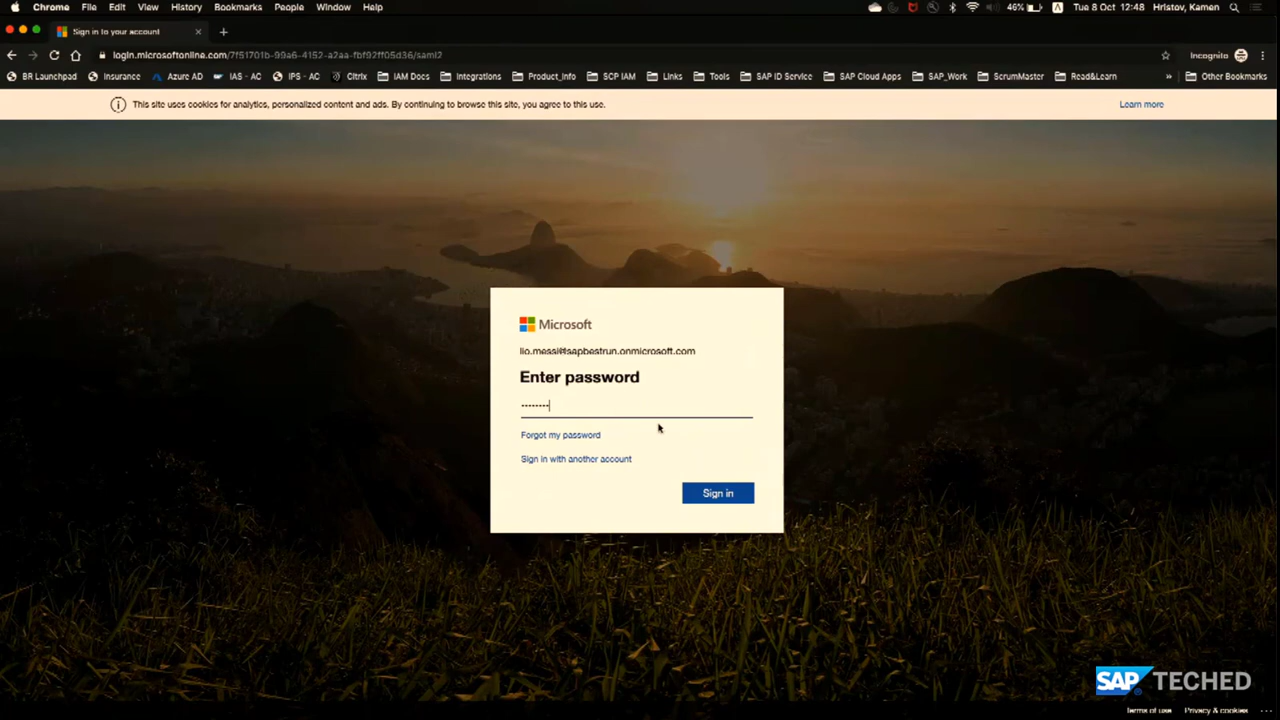 Chrome File Edit View History Bookmarks People Window Help 46% Tue 8 Oct 12:48 Hristov, Kamen
Sign in to your account
login.microsoftonline.com/7f51701b-99a6-4152-a2aa-fbf92ff05d36/saml2 Incognito
BR Launchpad Insurance Azure AD IAS - AC IPS - AC Citrix IAM Docs Integrations Product_Info SCP IAM Links Tools SAP ID Service SAP Cloud Apps SAP_Work ScrumMaster Read&Learn » Other Bookmarks
This site uses cookies for analytics, personalized content and ads. By continuing to browse this site, you agree to this use. Learn more
Microsoft
lio.messi@sapbestrun.onmicrosoft.com
Enter password
Forgot my password
Sign in with another account
Sign in
SAP TECHED
Terms of use Privacy & cookies ...